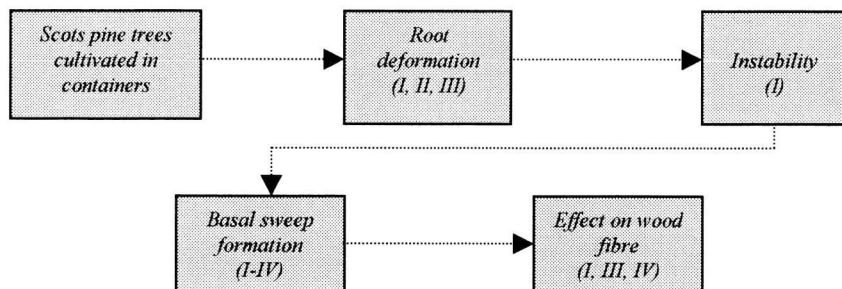 Scots pine trees
cultivated in
containers
Root
deformation
(I, II, III)
Instability
(I)
Basal sweep
formation
(I-IV)
Effect on wood
fibre
(I, III, IV)